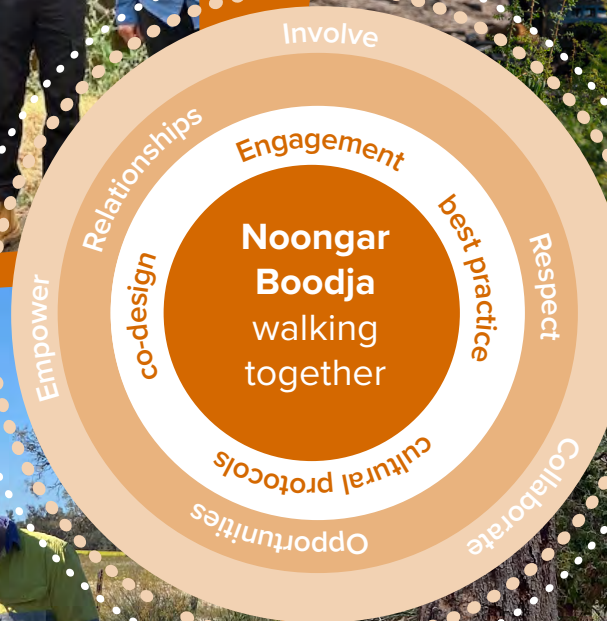 Involve
Collaborate
Empower
Relationships
Respect
Opportunities
Engagement
best practice
cultural protocols
co-design
Noongar
Boodja
walking
together